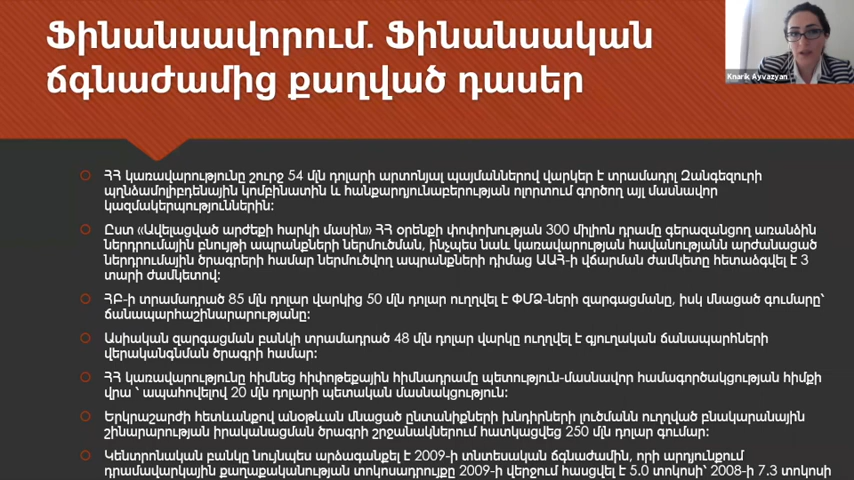 Ֆինանսավորում. Ֆինանսական
ճգնաժամից քաղված դասեր
Knarik Ayvazyan
ՀՀ կառավարությունը շուրջ 54 մլն դոլարի արտոնյալ պայմաններով վարկեր է տրամադրլ Զանգեզուրի
պղնձամոլիբդենային կոմբինատին և հանքարդյունաբերության ոլորտում գործող այլ մասնավոր
կազմակերպություններին:
Ըստ «Ավելացված արժեքի հարկի մասին» ՀՀ օրենքի փոփոխության 300 միլիոն դրամը գերազանցող առանձին
ներդրումային բնույթի ապրանքների ներմուծման, ինչպես նաև կառավարության հավանությանն արժանացած
ներդրումային ծրագրերի համար ներմուծվող ապրանքների դիմաց ԱԱՀ-ի վճարման ժամկետը հետաձգվել է 3
տարի ժամկետով:
ՀԲ-ի տրամադրած 85 մլն դոլար վարկից 50 մլն դոլար ուղղվել է ՓՄՁ-ների զարգացմանը, իսկ մնացած գումարը՝
ճանապարհաշինարարությանը:
Ասիական զարգացման բանկի տրամադրած 48 մլն դոլար վարկը ուղղվել է գյուղական ճանապարհների
վերականգնման ծրագրի համար:
ՀՀ կառավարությունը հիմնեց հիփոթեքային հիմնադրամը պետություն-մասնավոր համագործակցության հիմքի
վրա ՝ ապահովելով 20 մլն դոլարի պետական մասնակցություն:
Երկրաշարժի հետևանքով անօթևան մնացած ընտանիքների խնդիրների լուծմանն ուղղված բնակարանային
շինարարության իրականացման ծրագրի շրջանակներում հատկացվեց 250 մլն դոլար գումար:
Կենտրոնական բանկը նույնպես արձագանքել է 2009-ի տնտեսական ճգնաժամին, որի արդյունքում
դրամավարկային քաղաքականության տոկոսադրույքը 2009-ի վերջում հասցվել է 5.0 տոկոսի՝ 2008-ի 7.3 տոկոսի